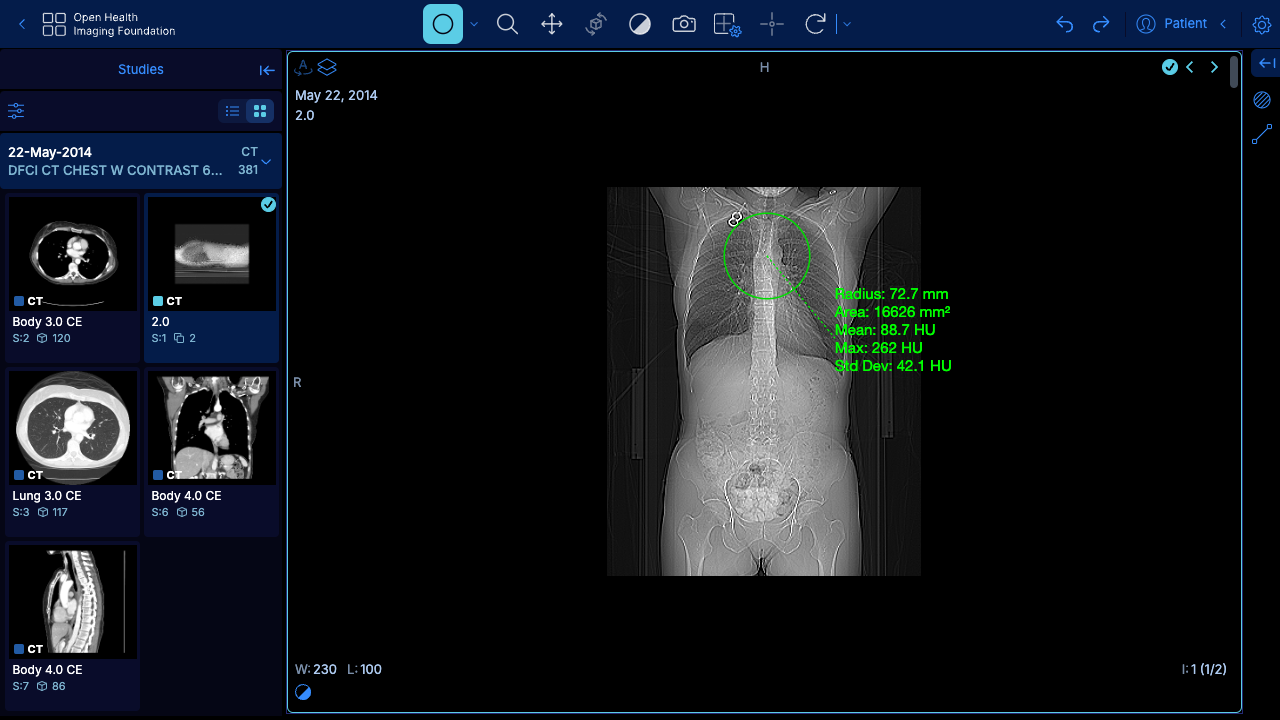 Open Health
Imaging Foundation
Patient
Studies
22-May-2014
CT
DFCI CT CHEST W CONTRAST 6...
381
CT
Body 3.0 CE
S:2 120
CT
2.0
S:1 2
CT
Lung 3.0 CE
S:3 117
CT
Body 4.0 CE
S:6 56
CT
Body 4.0 CE
S:7 86
A
H
May 22, 2014
2.0
R
Radius: 72.7 mm
Area: 16626 mm²
Mean: 88.7 HU
Max: 262 HU
Std Dev: 42.1 HU
W: 230 L: 100
I: 1 (1/2)